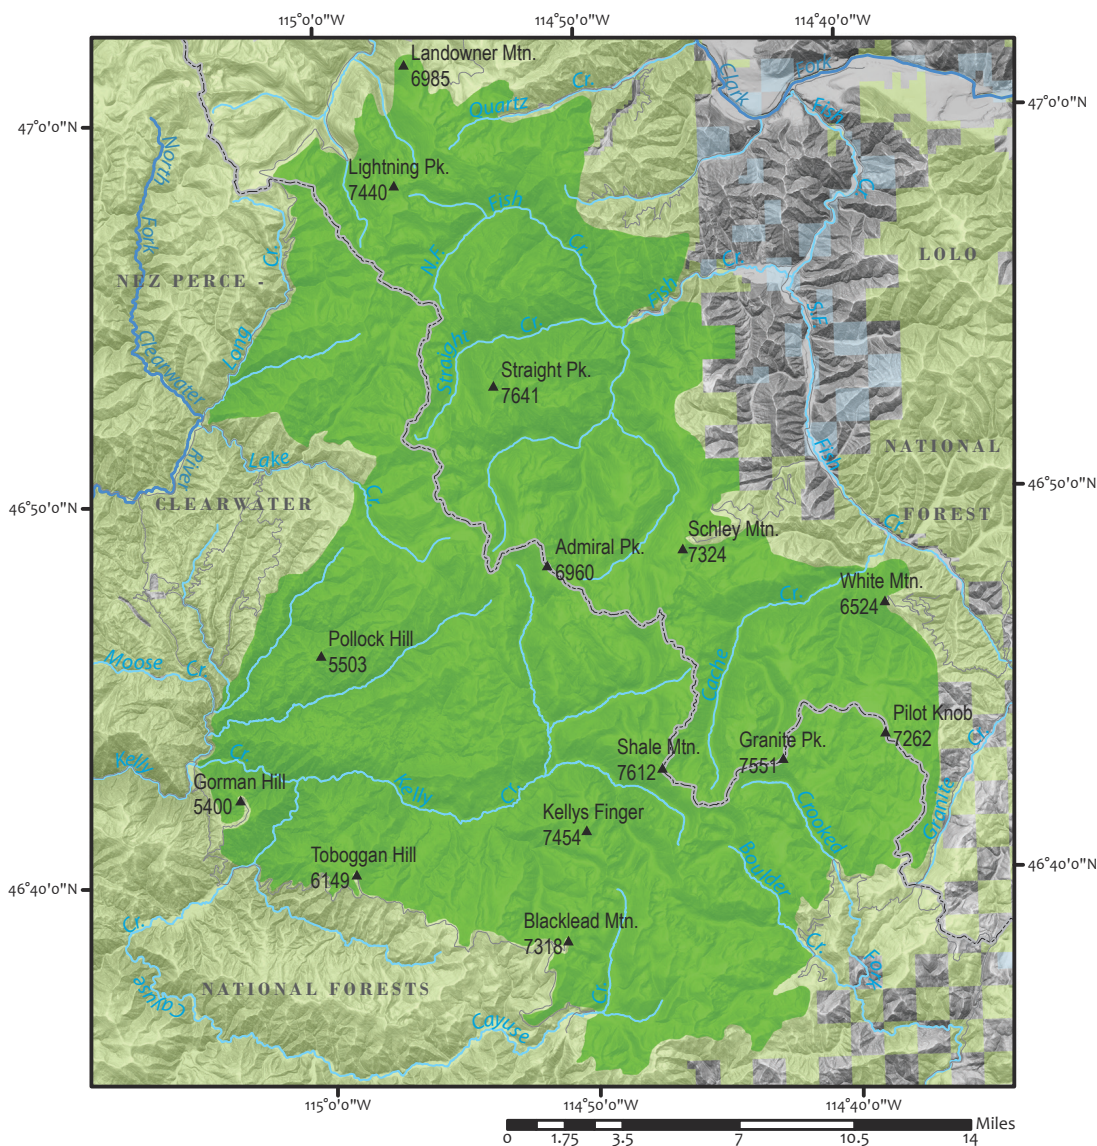 115°0'0"W
114°50'0"W
114°40'0"W
Landowner Mtn.
6985
Quartz
Cr.
Clark
Fork
47°0'0"N
47°0'0"N
Fish
Cr.
North
Fork
Clearwater
River
Lightning Pk.
7440
Fish
N.F.
Cr.
Cr.
Long
NEZ PERCE -
LOLO
Fish
Cr.
S.F.
Fish
Cr.
Straight
Cr.
Straight Pk.
7641
NATIONAL
FOREST
Lake
Cr.
CLEARWATER
46°50'0"N
46°50'0"N
Schley Mtn.
7324
Admiral Pk.
6960
White Mtn.
6524
Cr.
Cache
Pollock Hill
5503
Moose
Cr.
Kelly
Cr.
Kelly
Cr.
Pilot Knob
7262
Granite Pk.
7551
Shale Mtn.
7612
Cr.
Granite
Gorman Hill
5400
Kellys Finger
7454
Crooked
Fork
Boulder
Cr.
Toboggan Hill
6149
46°40'0"N
46°40'0"N
Blacklead Mtn.
7318
Cr.
Cayuse
NATIONAL FORESTS
Cayuse
Cr.
115°0'0"W
114°50'0"W
114°40'0"W
0 1.75 3.5 7 10.5 14 Miles